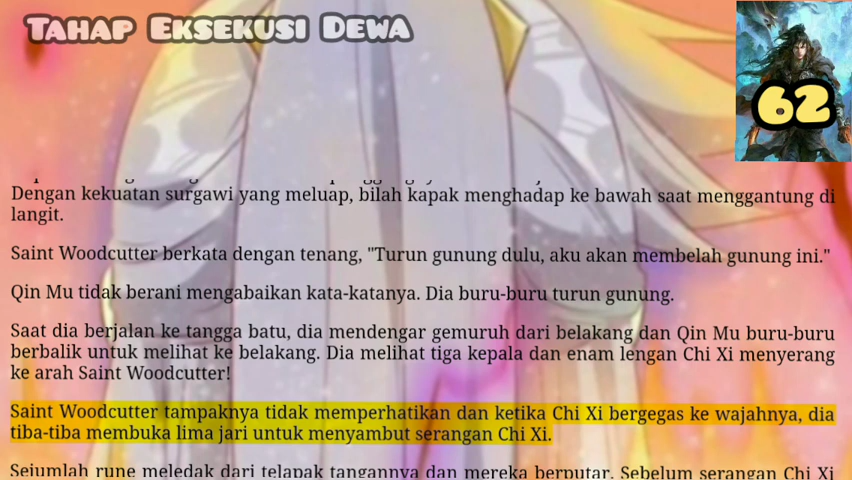 Tahap Eksekusi Dewa
62
Dengan kekuatan surgawi yang meluap, bilah kapak menghadap ke bawah saat menggantung di
langit.
Saint Woodcutter berkata dengan tenang, "Turun gunung dulu, aku akan membelah gunung ini."
Qin Mu tidak berani mengabaikan kata-katanya. Dia buru-buru turun gunung.
Saat dia berjalan ke tangga batu, dia mendengar gemuruh dari belakang dan Qin Mu buru-buru
berbalik untuk melihat ke belakang. Dia melihat tiga kepala dan enam lengan Chi Xi menyerang
ke arah Saint Woodcutter!
Saint Woodcutter tampaknya tidak memperhatikan dan ketika Chi Xi bergegas ke wajahnya, dia
tiba-tiba membuka lima jari untuk menyambut serangan Chi Xi.
Sejumlah rune meledak dari telapak tangannya dan mereka berputar. Sebelum serangan Chi Xi